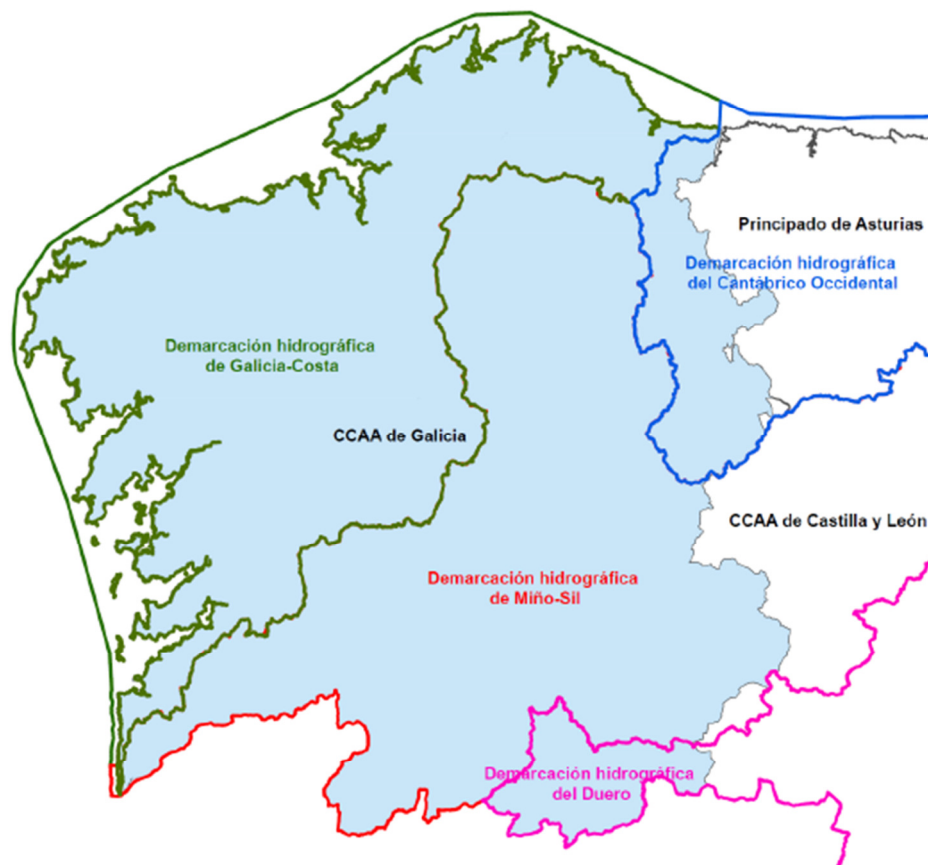 Principado de Asturias
Demarcación hidrográfica
del Cantábrico Occidental
Demarcación hidrográfica
de Galicia-Costa
CCAA de Galicia
CCAA de Castilla y León
Demarcación hidrográfica
de Miño-Sil
Demarcación hidrográfica
del Duero